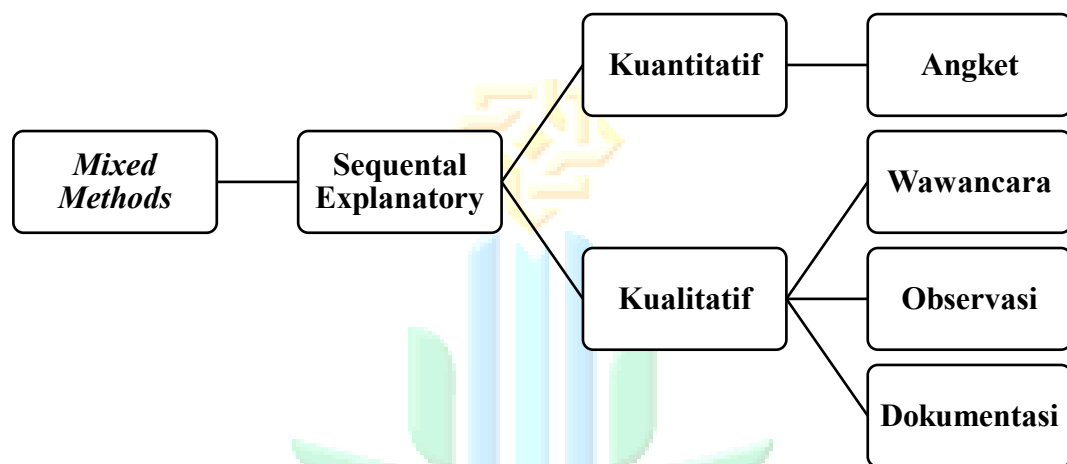 Mixed
Methods
Sequental
Explanatory
Kuantitatif
Angket
Kualitatif
Wawancara
Observasi
Dokumentasi